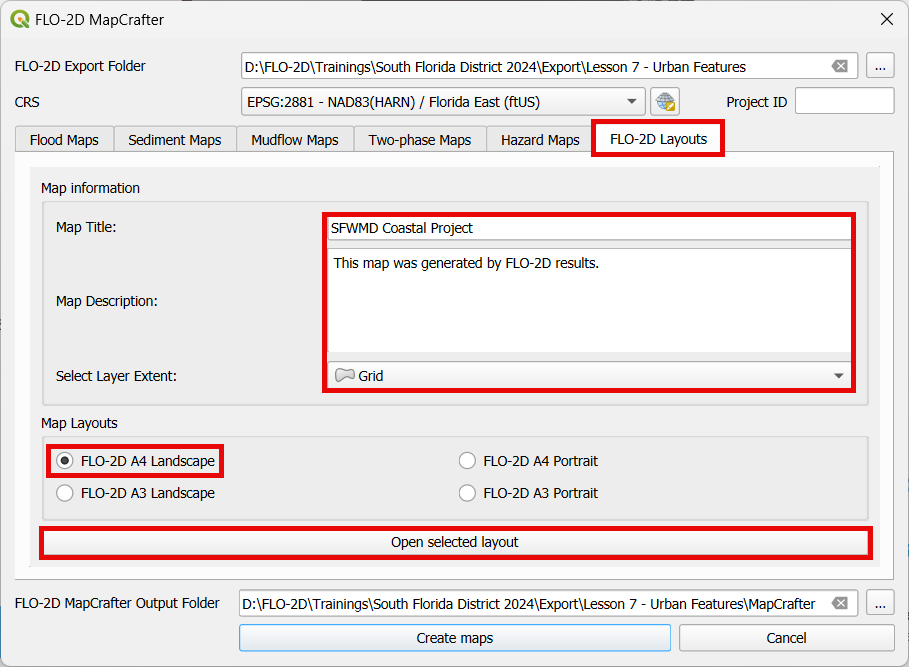 FLO-2D MapCrafter
FLO-2D Export Folder D:\FLO-2D\Trainings\South Florida District 2024\Export\Lesson 7 - Urban Features ...
CRS EPSG:2881 - NAD83(HARN) / Florida East (ftUS) Project ID
Flood Maps Sediment Maps Mudflow Maps Two-phase Maps Hazard Maps FLO-2D Layouts
Map information
Map Title: SFWMD Coastal Project
This map was generated by FLO-2D results.
Map Description:
Select Layer Extent: Grid
Map Layouts
FLO-2D A4 Landscape FLO-2D A4 Portrait
FLO-2D A3 Landscape FLO-2D A3 Portrait
Open selected layout
FLO-2D MapCrafter Output Folder D:\FLO-2D\Trainings\South Florida District 2024\Export\Lesson 7 - Urban Features\MapCrafter ...
Create maps Cancel